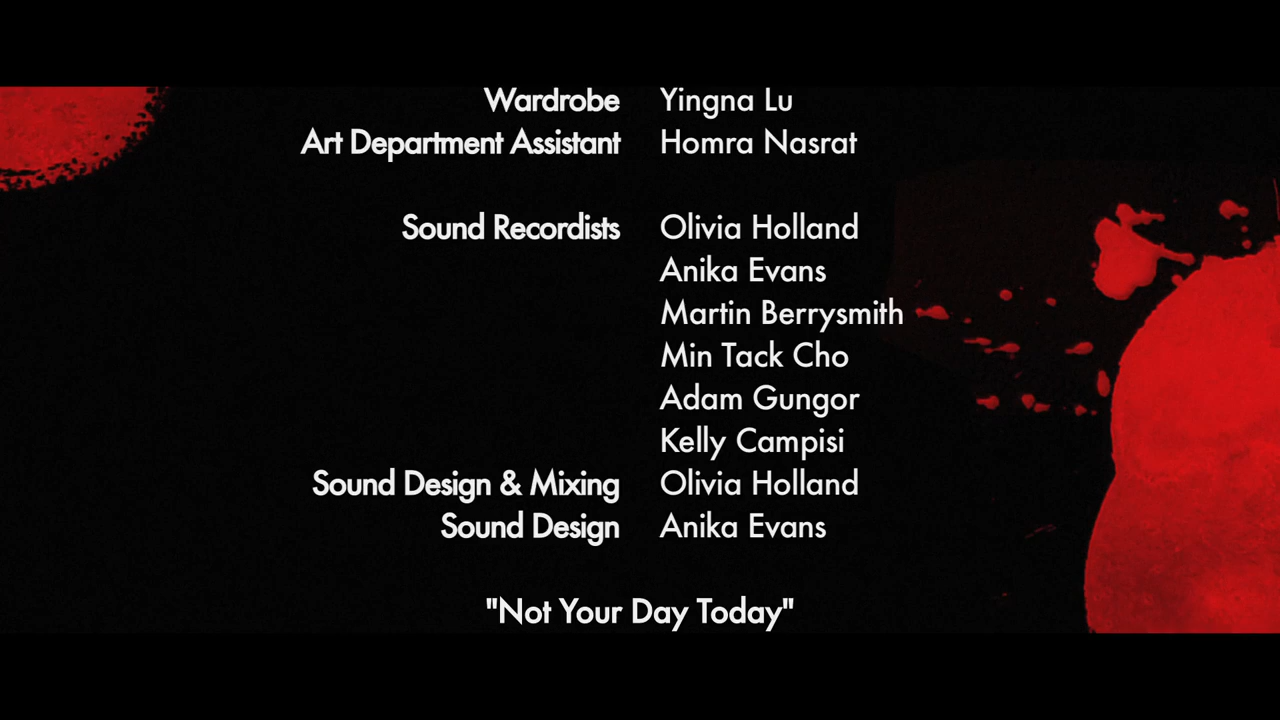 Wardrobe Yingna Lu
Art Department Assistant Homra Nasrat
Sound Recordists Olivia Holland
Anika Evans
Martin Berrysmith
Min Tack Cho
Adam Gungor
Kelly Campisi
Sound Design & Mixing Olivia Holland
Sound Design Anika Evans
"Not Your Day Today"